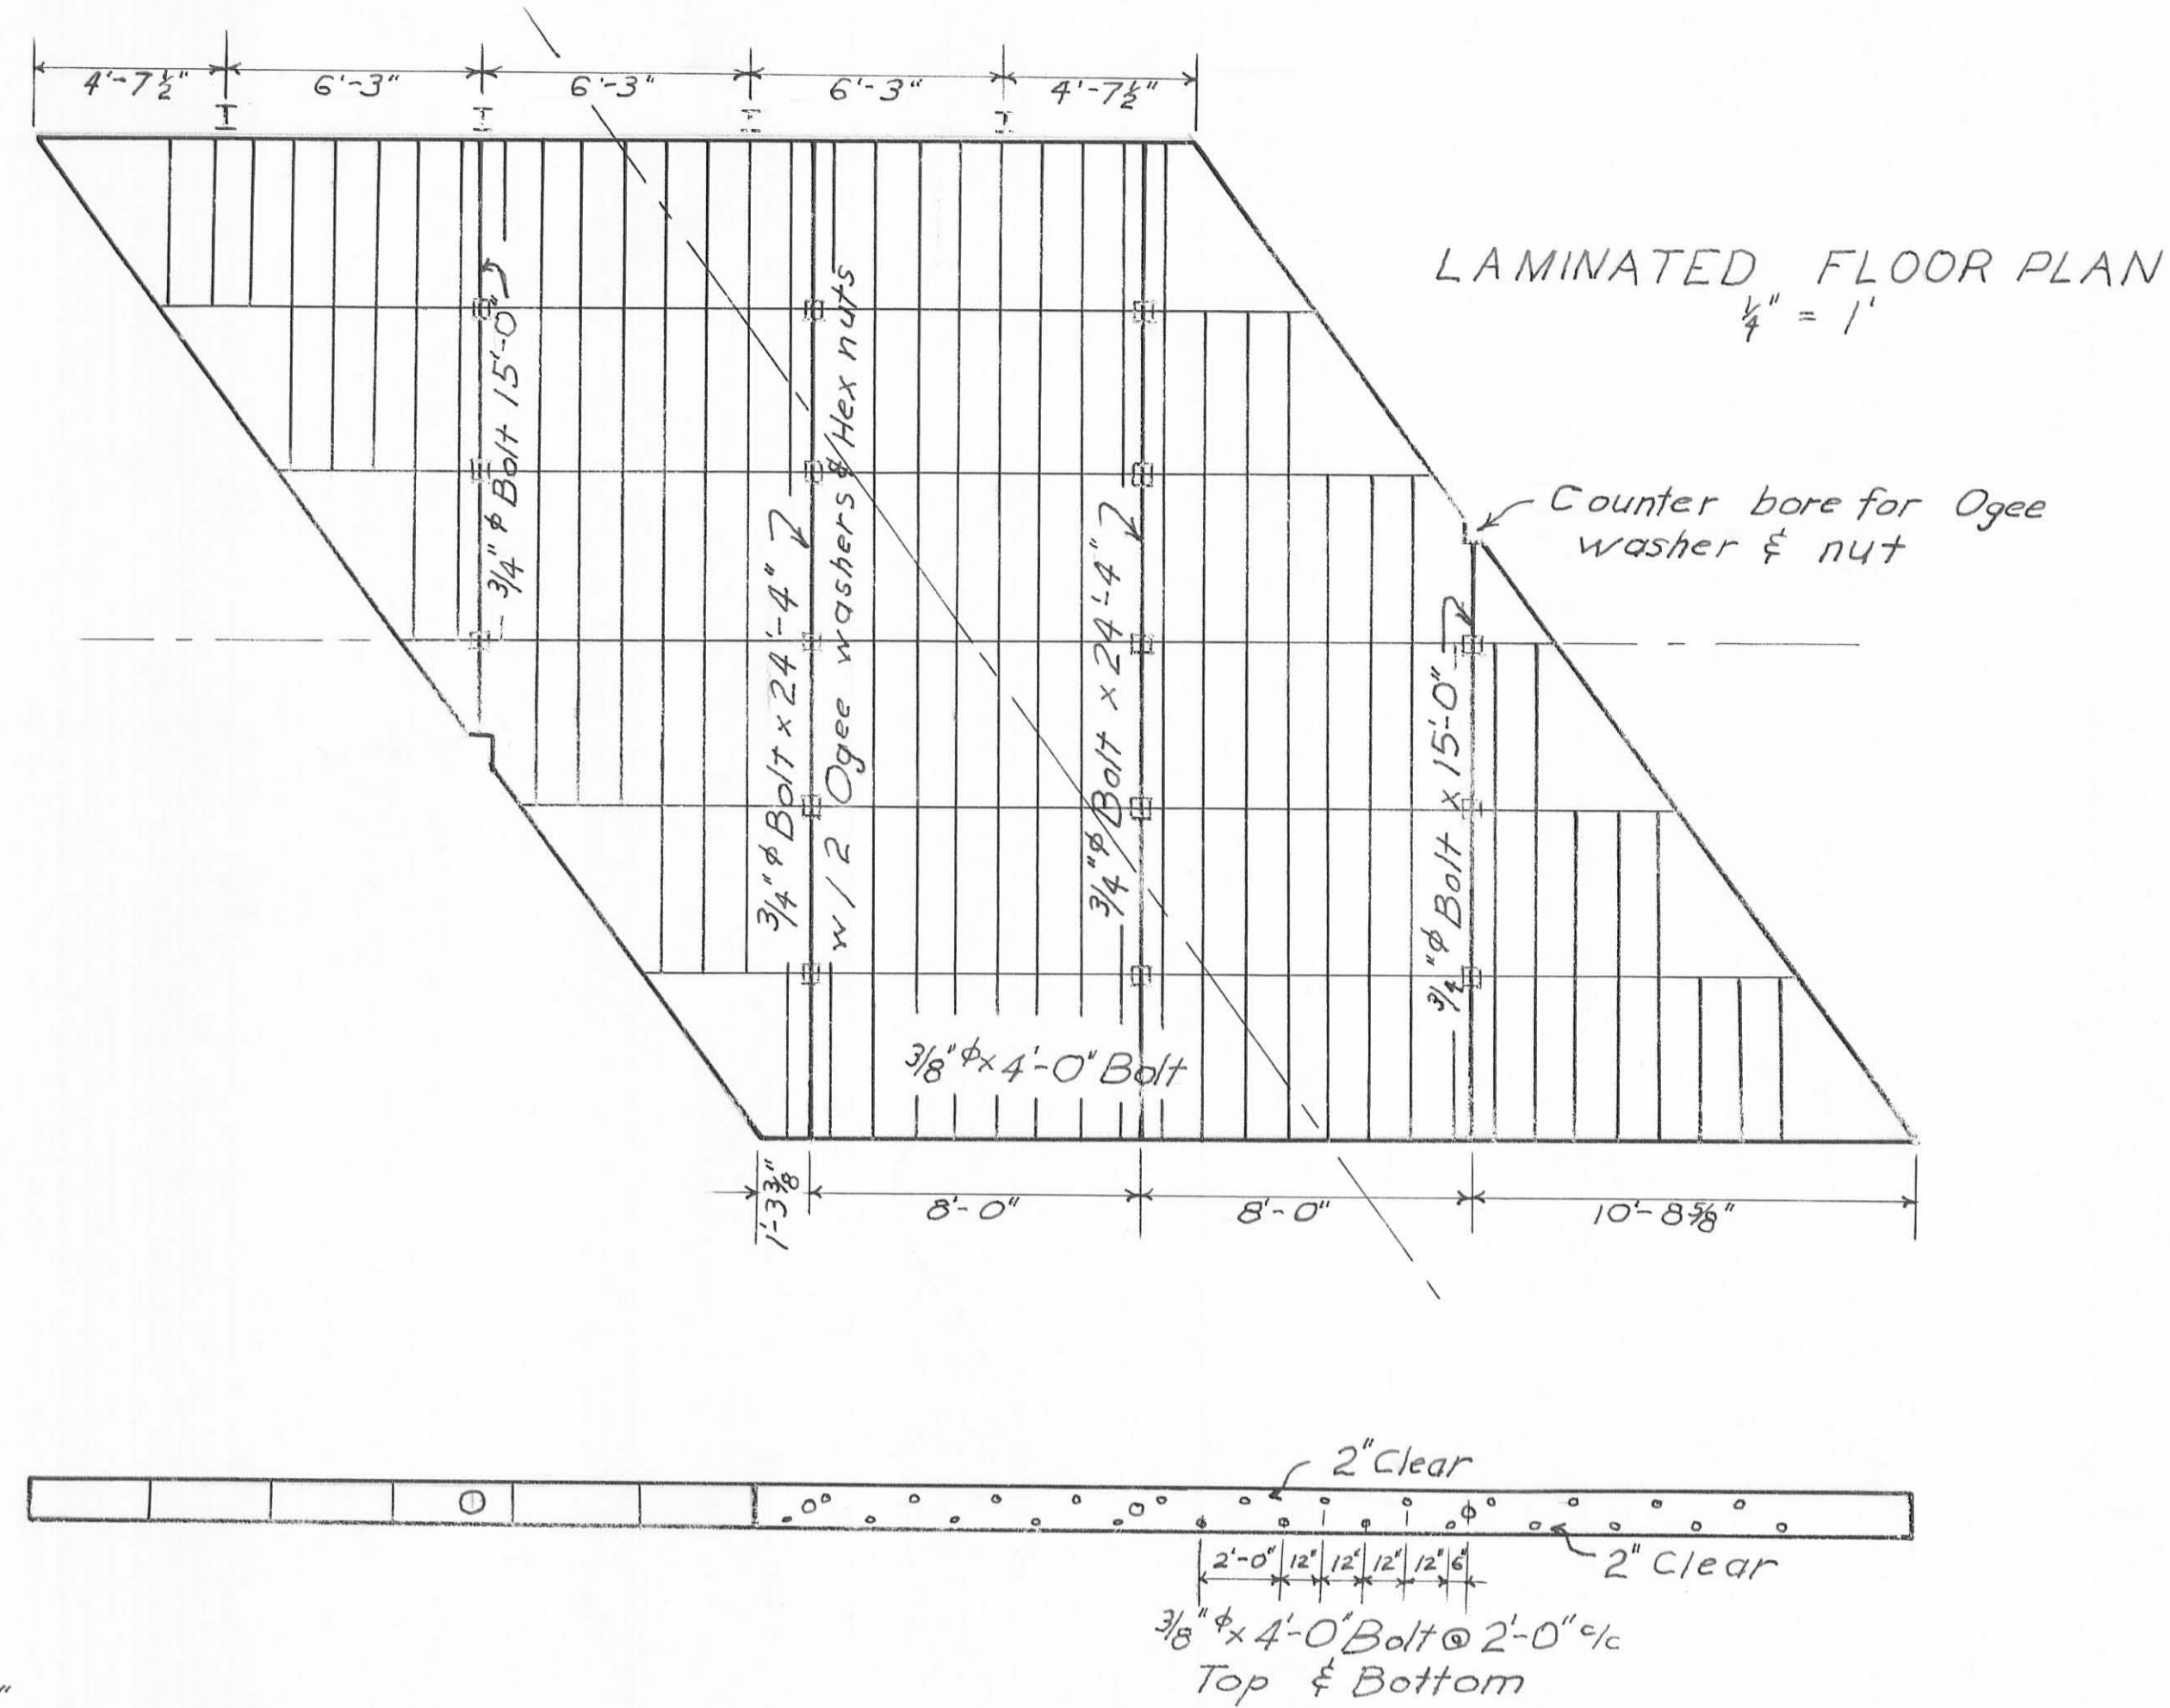 4'-7½" 6'-3" 6'-3" 6'-3" 4'-7½"
I I I I
LAMINATED FLOOR PLAN
¼" = 1'
3/4" φ Bolt 15'-0"
3/4" φ Bolt x 24'-4"
w/ 2 Ogee washers & Hex nuts
3/4" φ Bolt x 24'-4"
3/4" φ Bolt x 15'-0"
Counter bore for Ogee
washer & nut
3/8" φ x 4'-0" Bolt
1'-3 3/8" 8'-0" 8'-0" 10'-8 5/8"
2" Clear
2'-0" 12" 12" 12" 12" 6"
2" Clear
3/8" φ x 4'-0" Bolt @ 2'-0" c/c
Top & Bottom